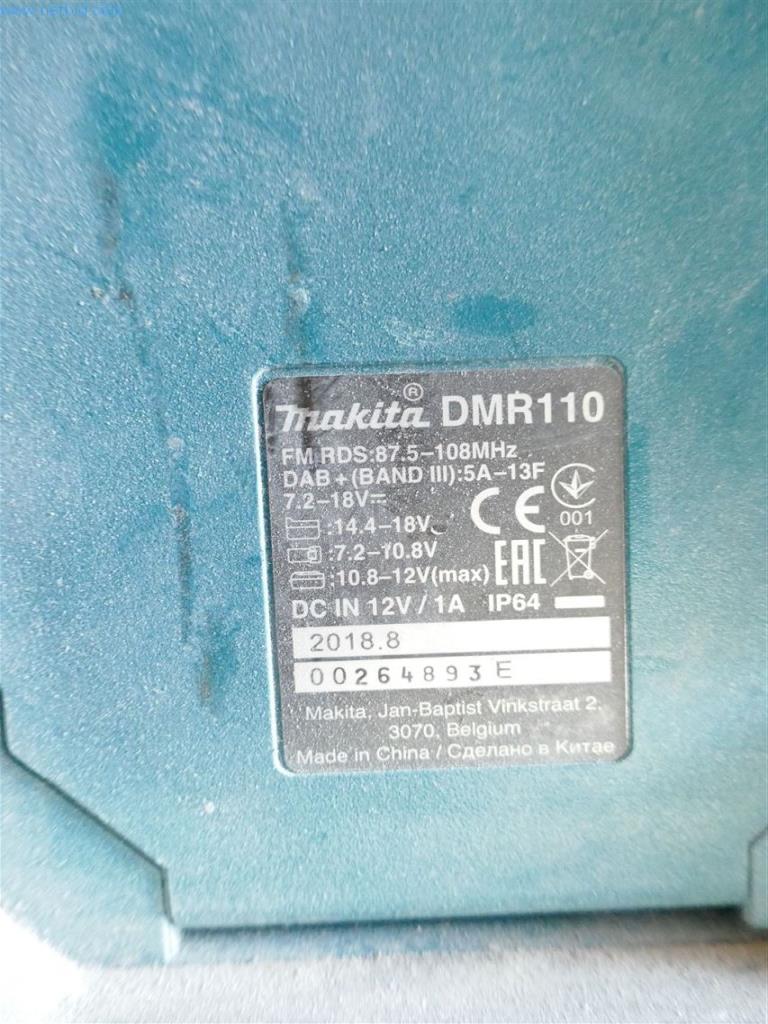 makita® DMR110
FM RDS:87.5–108MHz
DAB+(BAND III):5A–13F
7.2–18V
:14.4–18V
001
:7.2–10.8V
EAC
:10.8–12V(max)
DC IN 12V / 1A IP64
2018.8
00264893E
Makita, Jan-Baptist Vinkstraat 2,
3070, Belgium
Made in China / Сделано в Китае